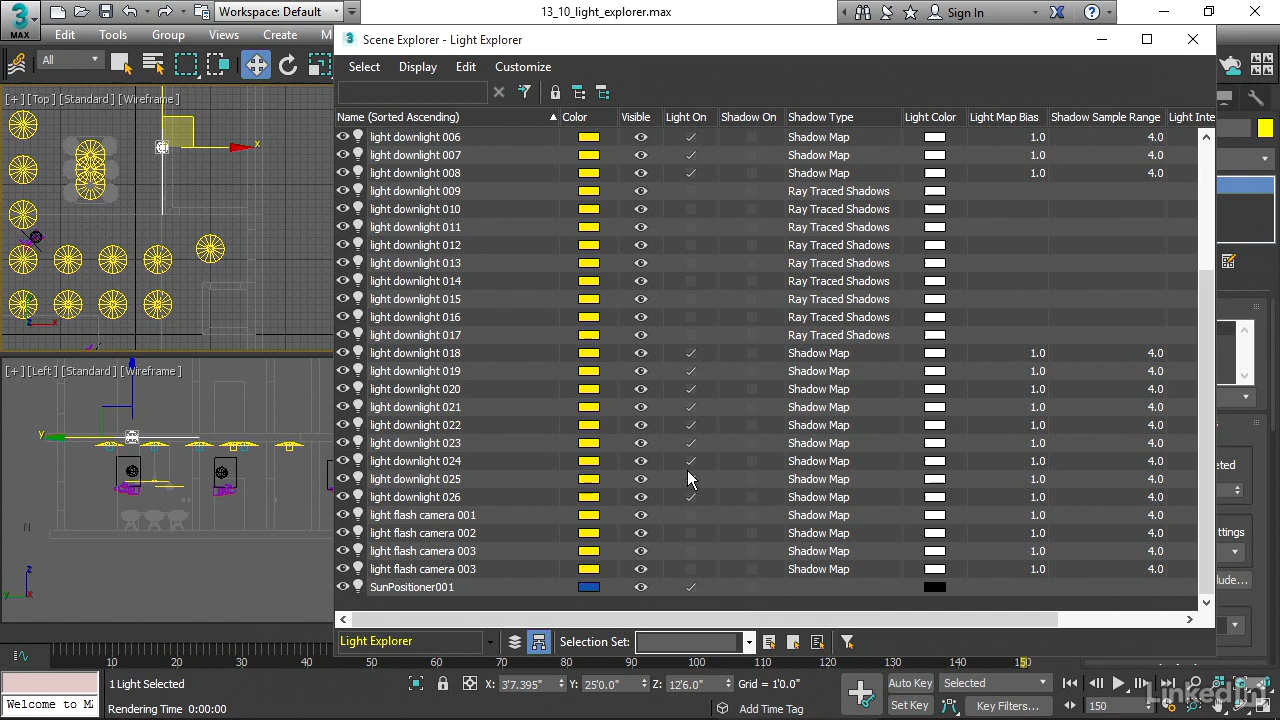 Workspace: Default
13_10_light_explorer.max
Sign In
MAX
Edit Tools Group Views Create M
All
Scene Explorer - Light Explorer
Select Display Edit Customize
[+] [Top] [Standard] [Wireframe]
Name (Sorted Ascending) Color Visible Light On Shadow On Shadow Type Light Color Light Map Bias Shadow Sample Range Light Inte
light downlight 006 Shadow Map 1.0 4.0
light downlight 007 Shadow Map 1.0 4.0
light downlight 008 Shadow Map 1.0 4.0
light downlight 009 Ray Traced Shadows
light downlight 010 Ray Traced Shadows
light downlight 011 Ray Traced Shadows
light downlight 012 Ray Traced Shadows
light downlight 013 Ray Traced Shadows
light downlight 014 Ray Traced Shadows
light downlight 015 Ray Traced Shadows
light downlight 016 Ray Traced Shadows
light downlight 017 Ray Traced Shadows
light downlight 018 Shadow Map 1.0 4.0
light downlight 019 Shadow Map 1.0 4.0
light downlight 020 Shadow Map 1.0 4.0
light downlight 021 Shadow Map 1.0 4.0
light downlight 022 Shadow Map 1.0 4.0
light downlight 023 Shadow Map 1.0 4.0
light downlight 024 Shadow Map 1.0 4.0
light downlight 025 Shadow Map 1.0 4.0
light downlight 026 Shadow Map 1.0 4.0
light flash camera 001 Shadow Map 1.0 4.0
light flash camera 002 Shadow Map 1.0 4.0
light flash camera 003 Shadow Map 1.0 4.0
light flash camera 003 Shadow Map 1.0 4.0
SunPositioner001
x
[+] [Left] [Standard] [Wireframe]
y
z
y x
eted
ttings
lude...
Light Explorer Selection Set:
10 20 30 40 50 60 70 80 90 100 110 120 130 140 150
1 Light Selected X: 3'7.395" Y: 25'0.0" Z: 12'6.0" Grid = 1'0.0" Auto Key Selected
Welcome to M Rendering Time 0:00:00 Add Time Tag Set Key Key Filters... 150
LinkedIn